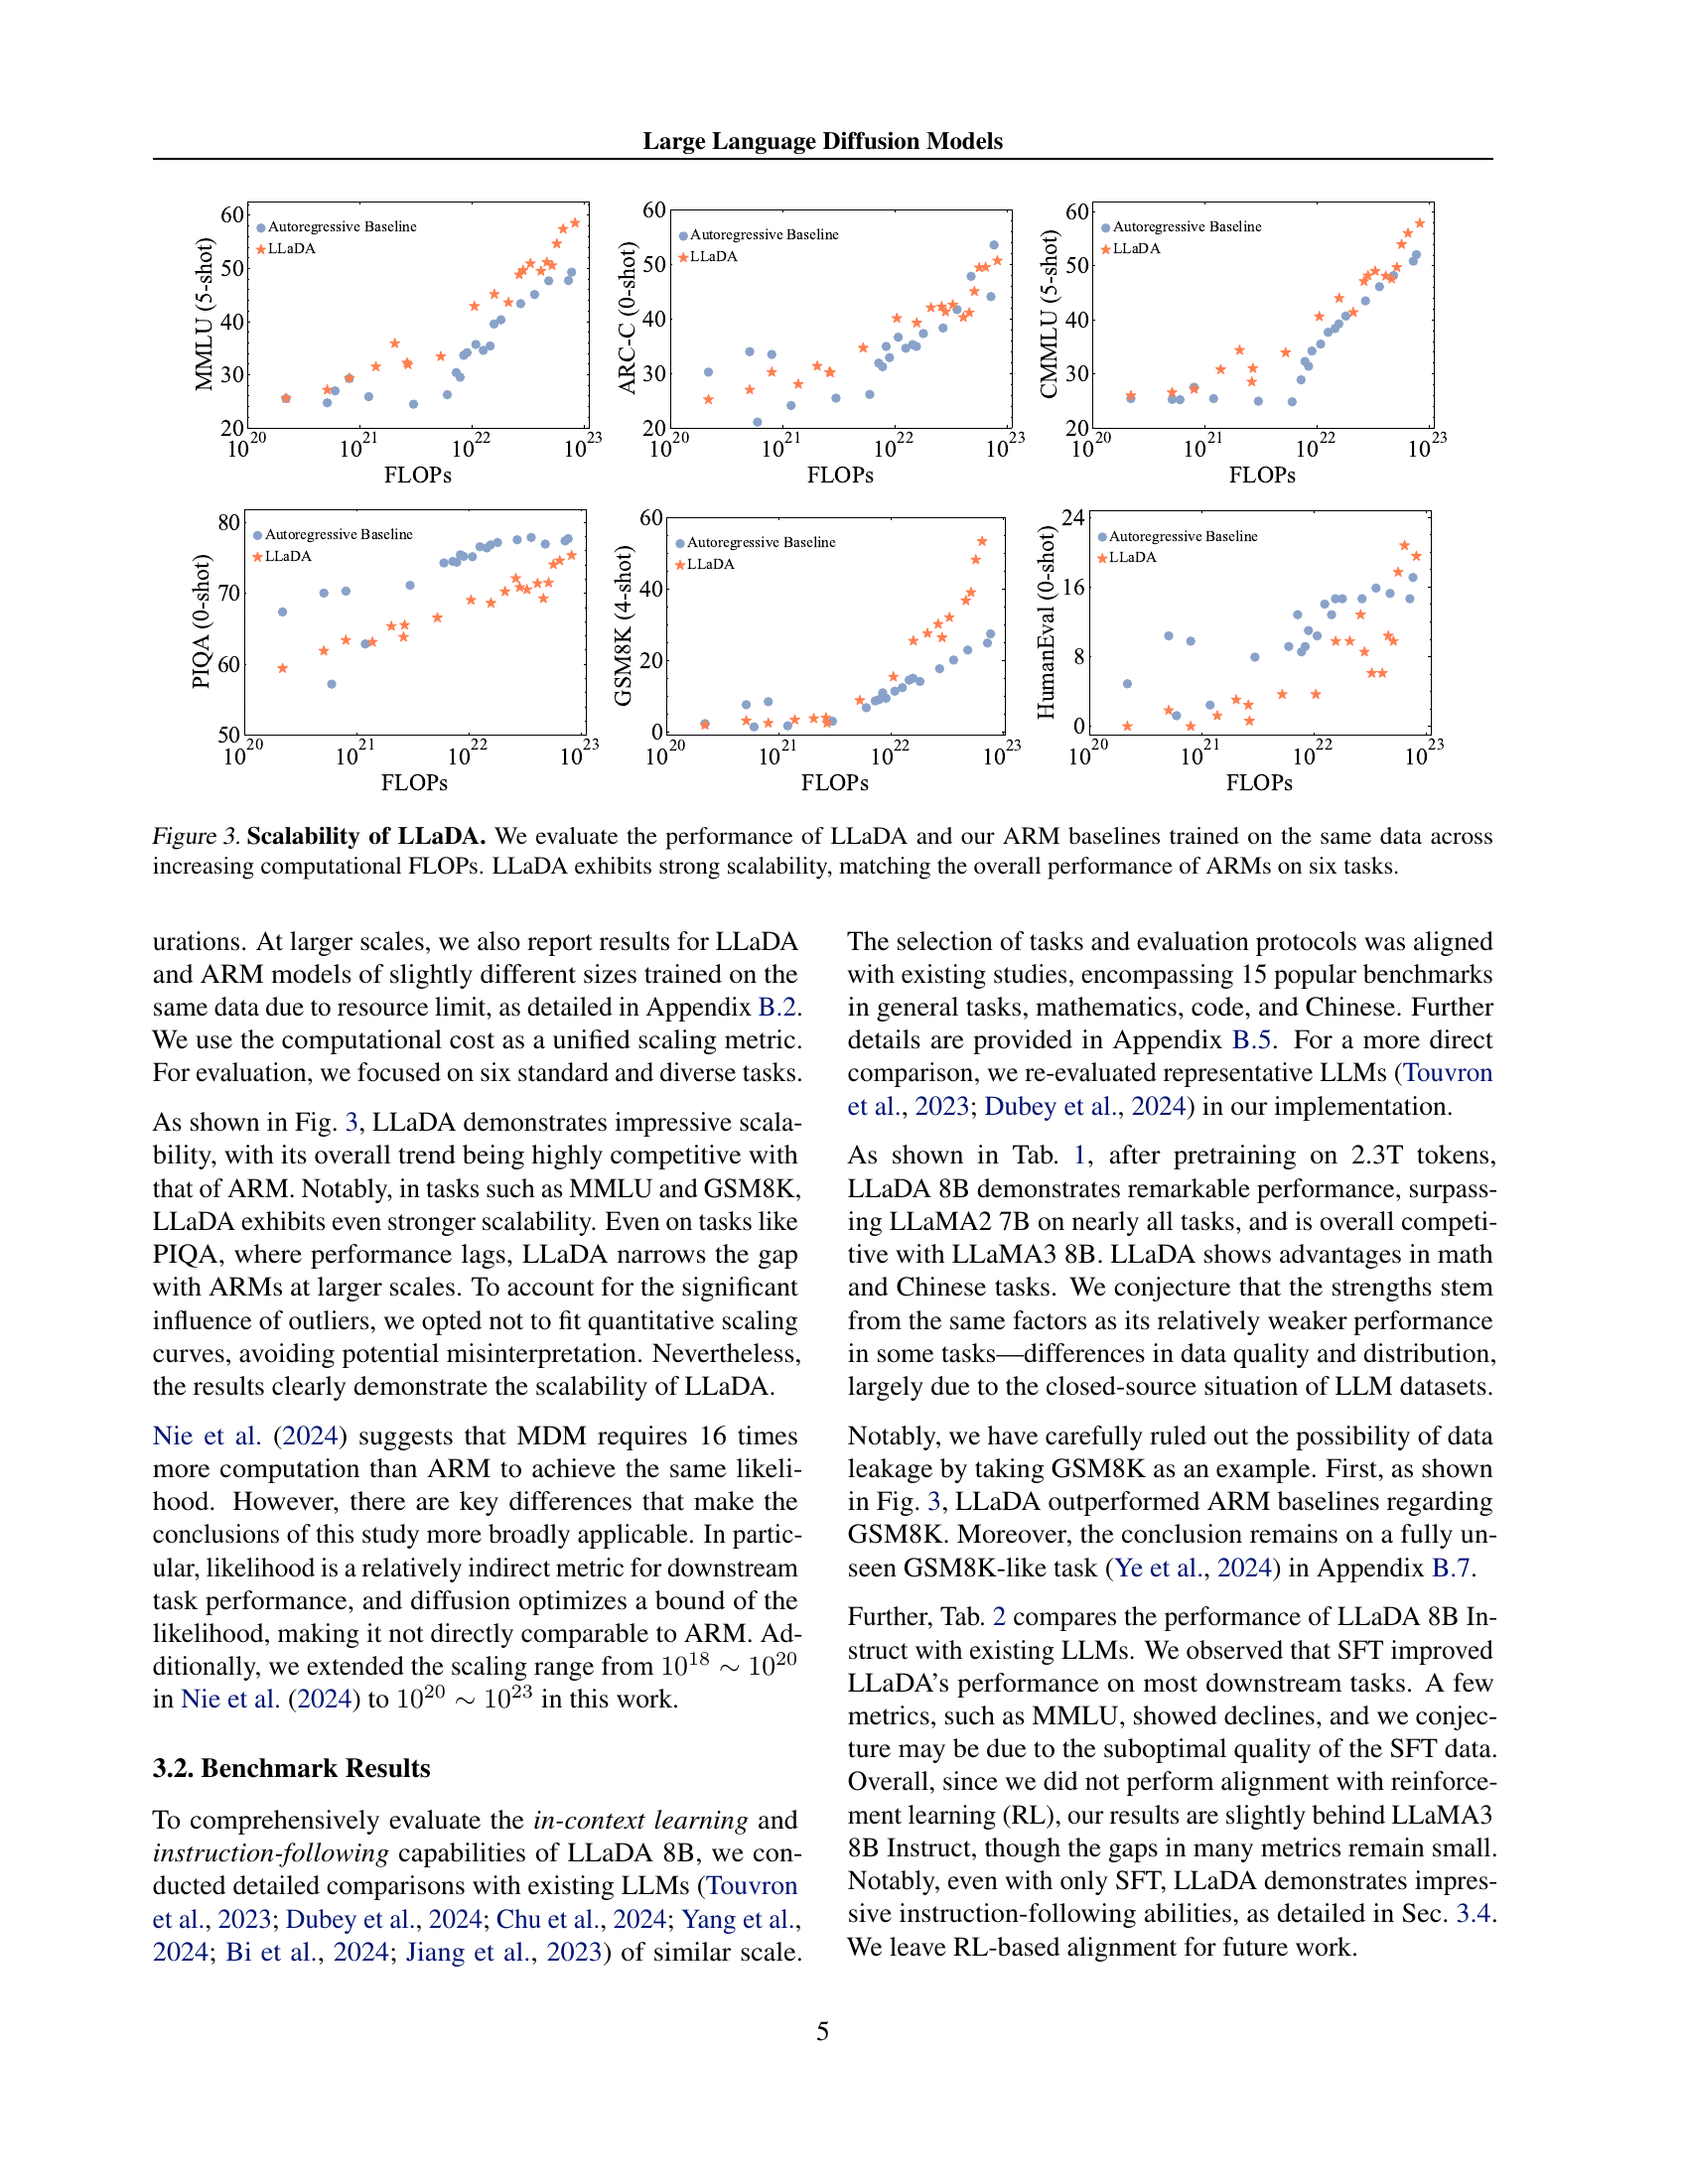 Large Language Diffusion Models
60
50
40
30
20
MMLU (5-shot)
Autoregressive Baseline
LLaDA
10^20 10^21 10^22 10^23
FLOPs
60
50
40
30
20
ARC-C (0-shot)
Autoregressive Baseline
LLaDA
10^20 10^21 10^22 10^23
FLOPs
60
50
40
30
20
CMMLU (5-shot)
Autoregressive Baseline
LLaDA
10^20 10^21 10^22 10^23
FLOPs
80
70
60
50
PIQA (0-shot)
Autoregressive Baseline
LLaDA
10^20 10^21 10^22 10^23
FLOPs
60
40
20
0
GSM8K (4-shot)
Autoregressive Baseline
LLaDA
10^20 10^21 10^22 10^23
FLOPs
24
16
8
0
HumanEval (0-shot)
Autoregressive Baseline
LLaDA
10^20 10^21 10^22 10^23
FLOPs
Figure 3. Scalability of LLaDA. We evaluate the performance of LLaDA and our ARM baselines trained on the same data across
increasing computational FLOPs. LLaDA exhibits strong scalability, matching the overall performance of ARMs on six tasks.
urations. At larger scales, we also report results for LLaDA
and ARM models of slightly different sizes trained on the
same data due to resource limit, as detailed in Appendix B.2.
We use the computational cost as a unified scaling metric.
For evaluation, we focused on six standard and diverse tasks.
As shown in Fig. 3, LLaDA demonstrates impressive scala-
bility, with its overall trend being highly competitive with
that of ARM. Notably, in tasks such as MMLU and GSM8K,
LLaDA exhibits even stronger scalability. Even on tasks like
PIQA, where performance lags, LLaDA narrows the gap
with ARMs at larger scales. To account for the significant
influence of outliers, we opted not to fit quantitative scaling
curves, avoiding potential misinterpretation. Nevertheless,
the results clearly demonstrate the scalability of LLaDA.
Nie et al. (2024) suggests that MDM requires 16 times
more computation than ARM to achieve the same likeli-
hood. However, there are key differences that make the
conclusions of this study more broadly applicable. In partic-
ular, likelihood is a relatively indirect metric for downstream
task performance, and diffusion optimizes a bound of the
likelihood, making it not directly comparable to ARM. Ad-
ditionally, we extended the scaling range from 10^18 ∼ 10^20
in Nie et al. (2024) to 10^20 ∼ 10^23 in this work.
3.2. Benchmark Results
To comprehensively evaluate the in-context learning and
instruction-following capabilities of LLaDA 8B, we con-
ducted detailed comparisons with existing LLMs (Touvron
et al., 2023; Dubey et al., 2024; Chu et al., 2024; Yang et al.,
2024; Bi et al., 2024; Jiang et al., 2023) of similar scale.
The selection of tasks and evaluation protocols was aligned
with existing studies, encompassing 15 popular benchmarks
in general tasks, mathematics, code, and Chinese. Further
details are provided in Appendix B.5. For a more direct
comparison, we re-evaluated representative LLMs (Touvron
et al., 2023; Dubey et al., 2024) in our implementation.
As shown in Tab. 1, after pretraining on 2.3T tokens,
LLaDA 8B demonstrates remarkable performance, surpass-
ing LLaMA2 7B on nearly all tasks, and is overall competi-
tive with LLaMA3 8B. LLaDA shows advantages in math
and Chinese tasks. We conjecture that the strengths stem
from the same factors as its relatively weaker performance
in some tasks—differences in data quality and distribution,
largely due to the closed-source situation of LLM datasets.
Notably, we have carefully ruled out the possibility of data
leakage by taking GSM8K as an example. First, as shown
in Fig. 3, LLaDA outperformed ARM baselines regarding
GSM8K. Moreover, the conclusion remains on a fully un-
seen GSM8K-like task (Ye et al., 2024) in Appendix B.7.
Further, Tab. 2 compares the performance of LLaDA 8B In-
struct with existing LLMs. We observed that SFT improved
LLaDA's performance on most downstream tasks. A few
metrics, such as MMLU, showed declines, and we conjec-
ture may be due to the suboptimal quality of the SFT data.
Overall, since we did not perform alignment with reinforce-
ment learning (RL), our results are slightly behind LLaMA3
8B Instruct, though the gaps in many metrics remain small.
Notably, even with only SFT, LLaDA demonstrates impres-
sive instruction-following abilities, as detailed in Sec. 3.4.
We leave RL-based alignment for future work.
5